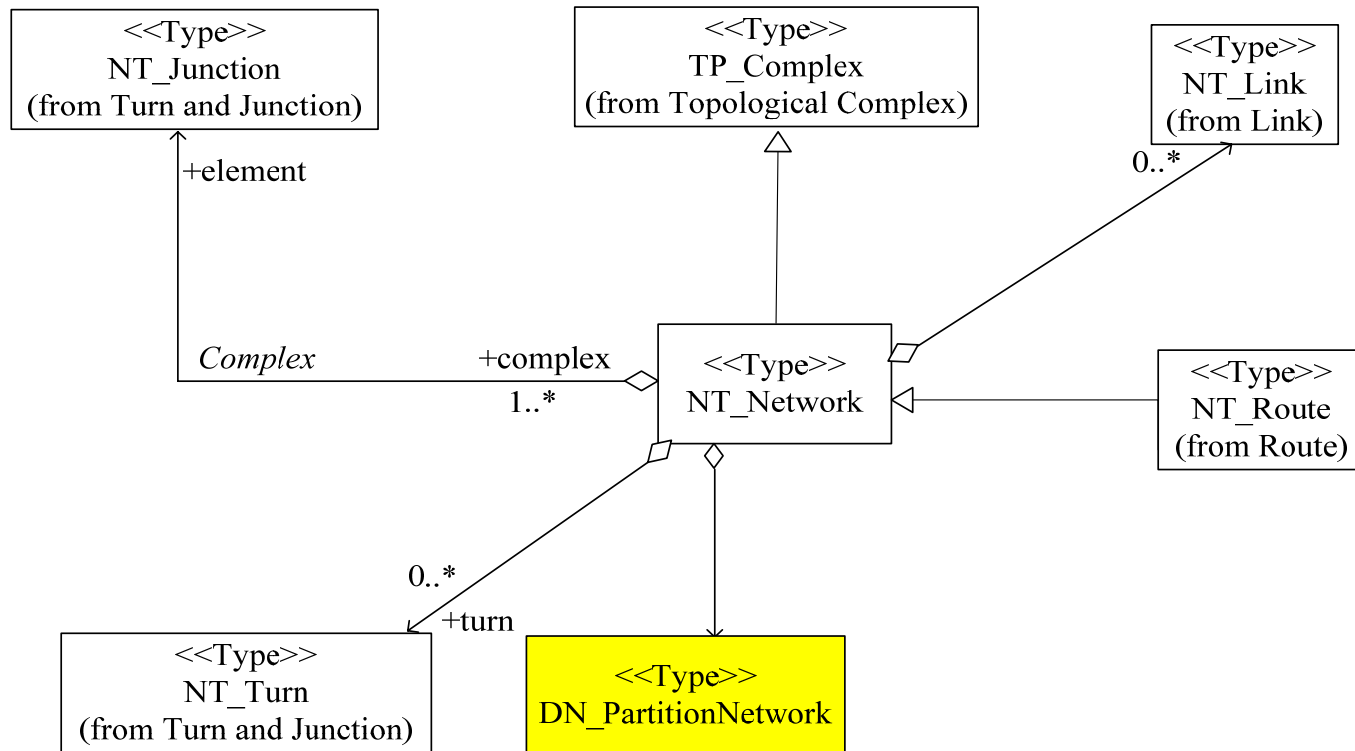 <<Type>>
NT_Junction
(from Turn and Junction)
<<Type>>
TP_Complex
(from Topological Complex)
<<Type>>
NT_Link
(from Link)
+element
0..*
Complex
+complex
1..*
<<Type>>
NT_Network
<<Type>>
NT_Route
(from Route)
0..*
+turn
<<Type>>
NT_Turn
(from Turn and Junction)
<<Type>>
DN_PartitionNetwork